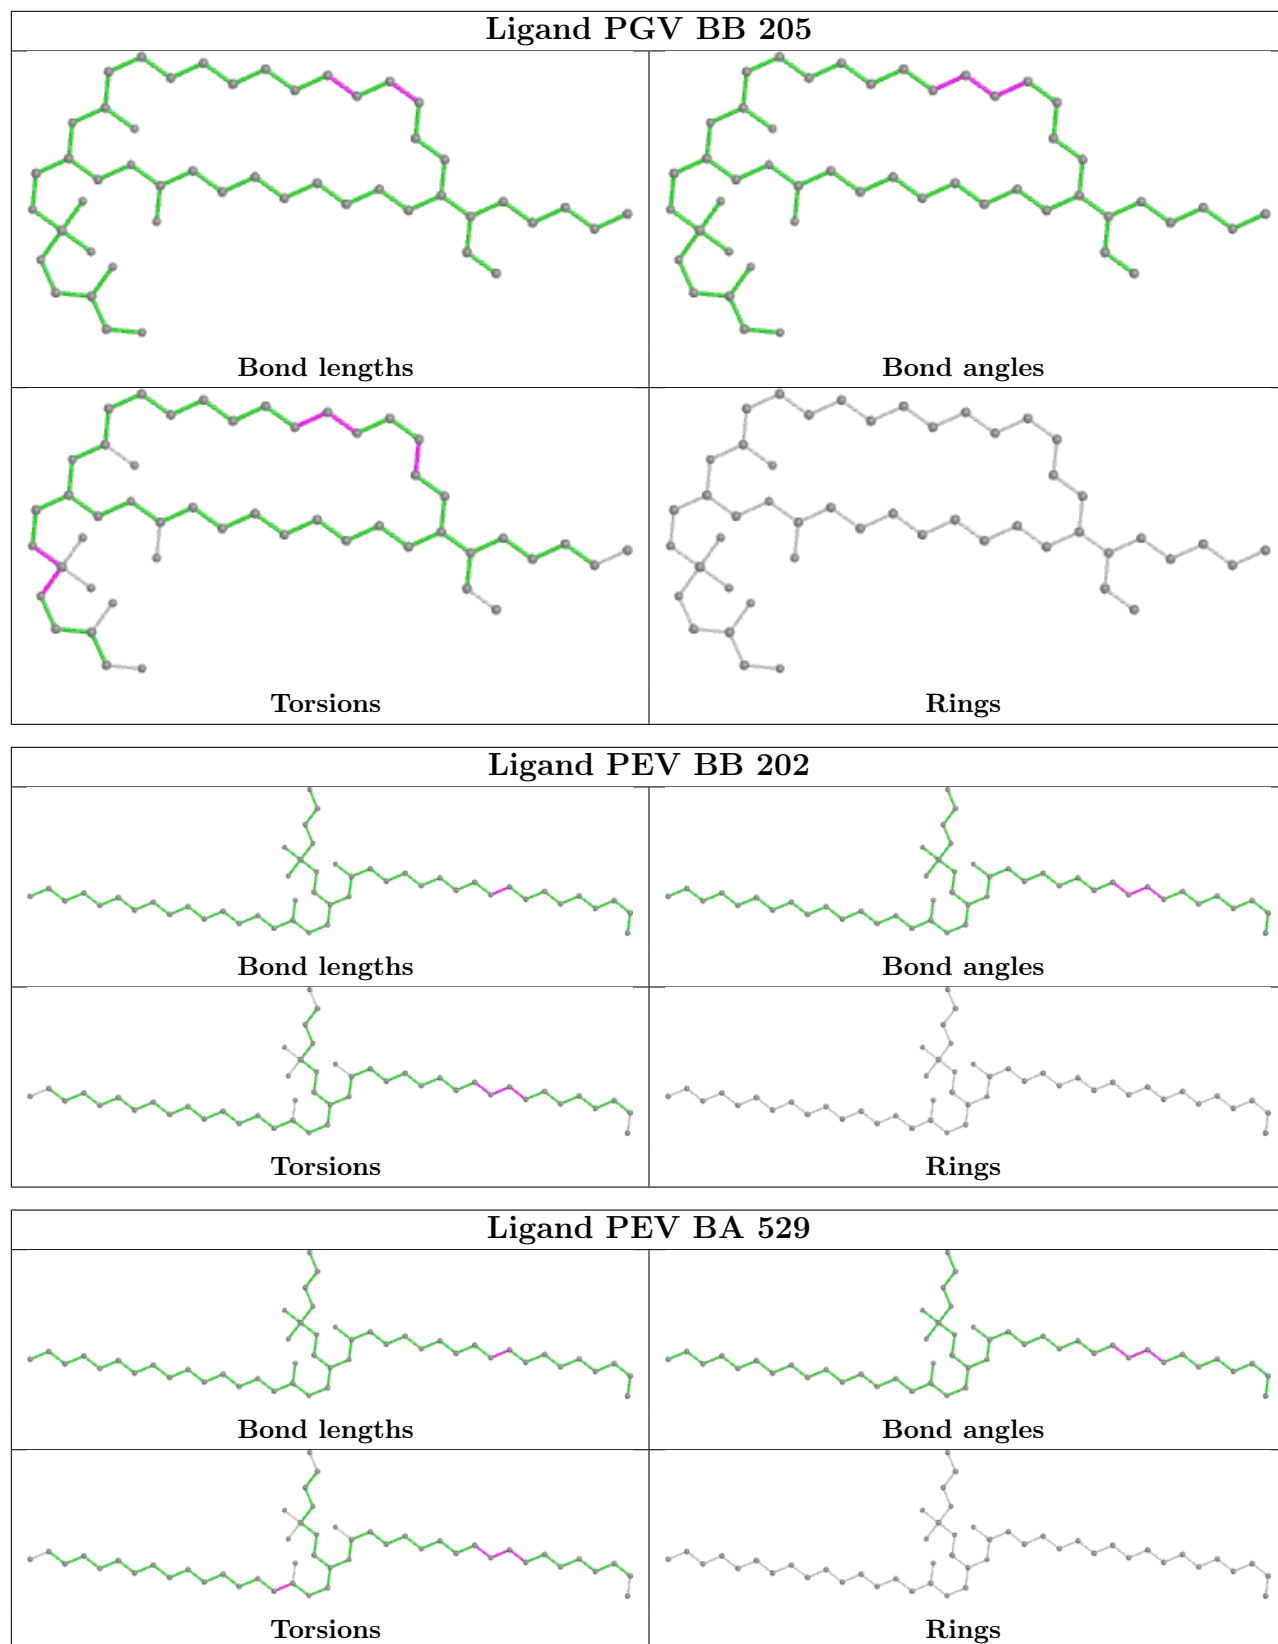 Ligand PGV BB 205
Bond lengths
Bond angles
Torsions
Rings
Ligand PEV BB 202
Bond lengths
Bond angles
Torsions
Rings
Ligand PEV BA 529
Bond lengths
Bond angles
Torsions
Rings